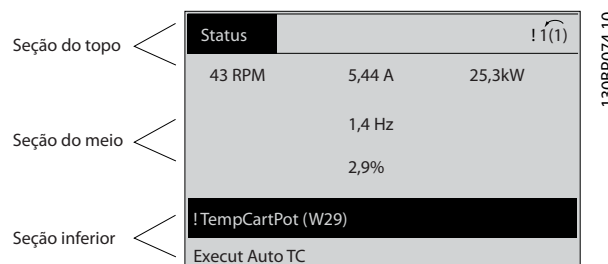 Seção do topo
Status
! 1(1)
43 RPM 5,44 A 25,3kW
Seção do meio
1,4 Hz
2,9%
! TempCartPot (W29)
Seção inferior
Execut Auto TC
130BP074.10